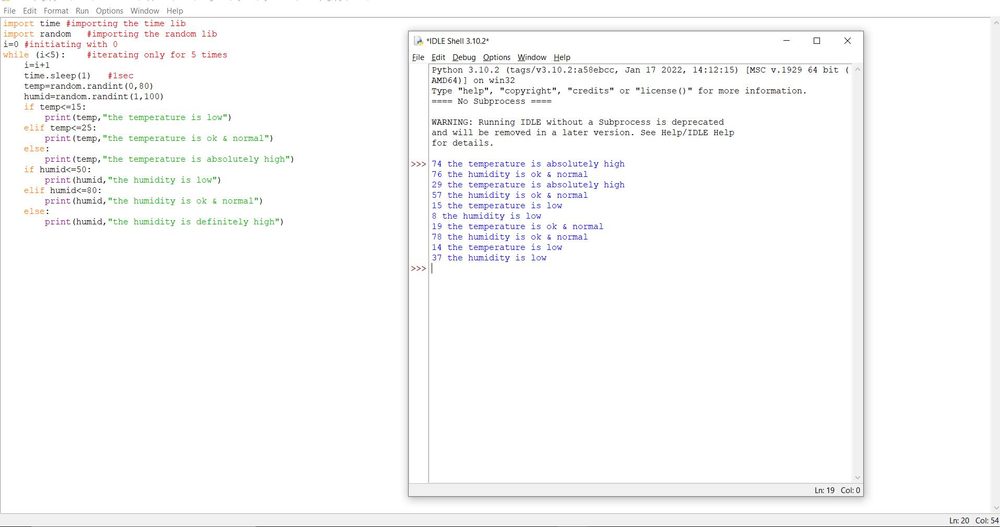 File Edit Format Run Options Window Help
import time #importing the time lib
import random   #importing the random lib
i=0 #initiating with 0
while (i<5):    #iterating only for 5 times
    i=i+1
    time.sleep(1)   #1sec
    temp=random.randint(0,80)
    humid=random.randint(1,100)
    if temp<=15:
        print(temp,"the temperature is low")
    elif temp<=25:
        print(temp,"the temperature is ok & normal")
    else:
        print(temp,"the temperature is absolutely high")
    if humid<=50:
        print(humid,"the humidity is low")
    elif humid<=80:
        print(humid,"the humidity is ok & normal")
    else:
        print(humid,"the humidity is definitely high")
*IDLE Shell 3.10.2*
File Edit Debug Options Window Help
Python 3.10.2 (tags/v3.10.2:a58ebcc, Jan 17 2022, 14:12:15) [MSC v.1929 64 bit (
AMD64)] on win32
Type "help", "copyright", "credits" or "license()" for more information.
==== No Subprocess ====
WARNING: Running IDLE without a Subprocess is deprecated
and will be removed in a later version. See Help/IDLE Help
for details.
>>> 74 the temperature is absolutely high
76 the humidity is ok & normal
29 the temperature is absolutely high
57 the humidity is ok & normal
15 the temperature is low
8 the humidity is low
19 the temperature is ok & normal
78 the humidity is ok & normal
14 the temperature is low
37 the humidity is low
>>>
Ln: 19 Col: 0
Ln: 20 Col: 54